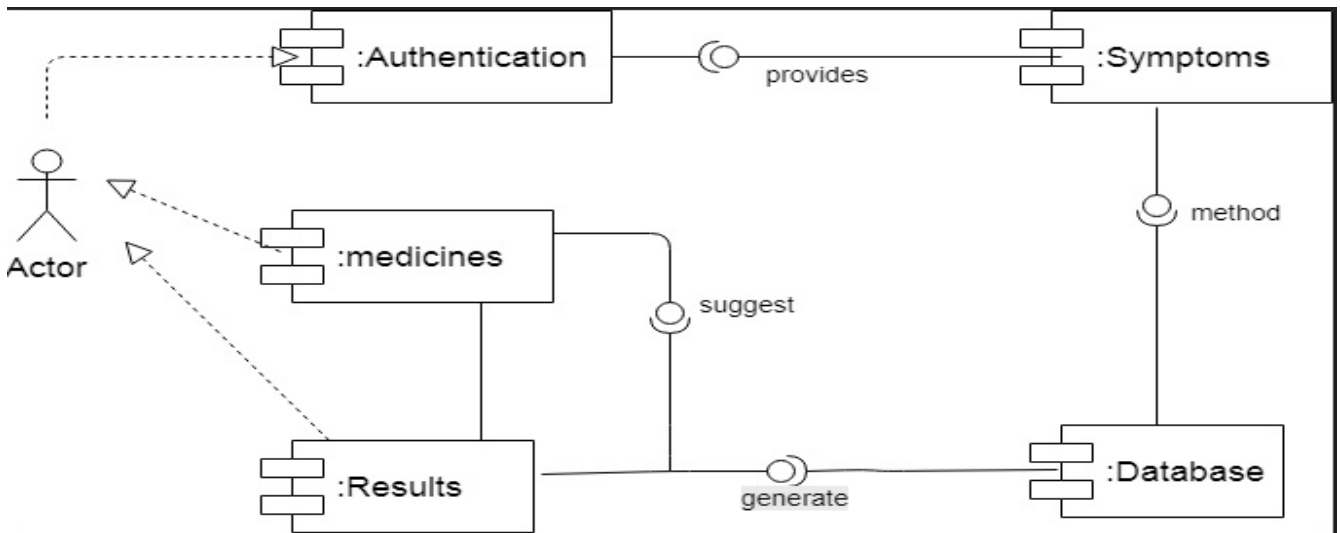 :Authentication
provides
:Symptoms
method
Actor
:medicines
suggest
:Results
generate
:Database